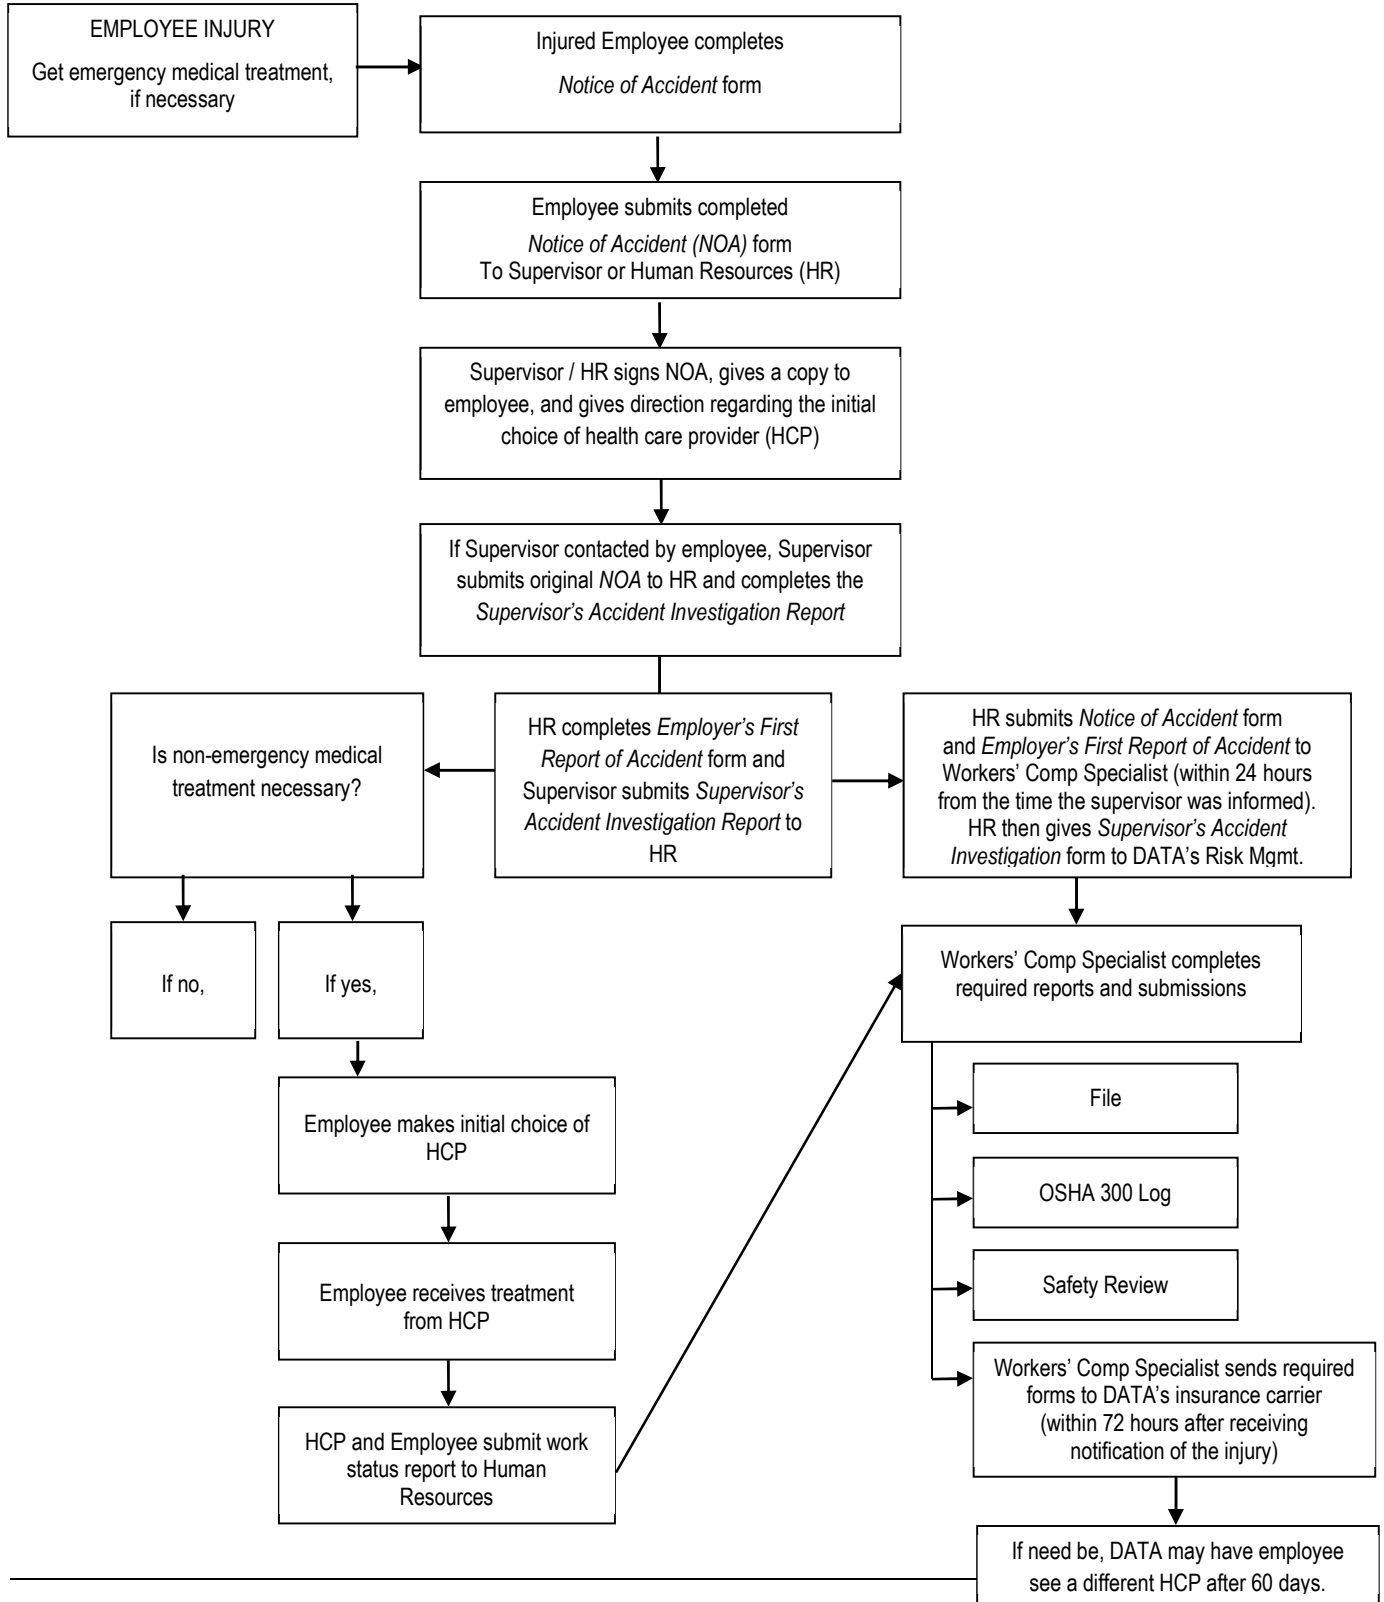 EMPLOYEE INJURY
Get emergency medical treatment,
if necessary
Injured Employee completes
Notice of Accident form
Employee submits completed
Notice of Accident (NOA) form
To Supervisor or Human Resources (HR)
Supervisor / HR signs NOA, gives a copy to
employee, and gives direction regarding the initial
choice of health care provider (HCP)
If Supervisor contacted by employee, Supervisor
submits original NOA to HR and completes the
Supervisor’s Accident Investigation Report
Is non-emergency medical
treatment necessary?
HR completes Employer’s First
Report of Accident form and
Supervisor submits Supervisor’s
Accident Investigation Report to
HR
HR submits Notice of Accident form
and Employer’s First Report of Accident to
Workers’ Comp Specialist (within 24 hours
from the time the supervisor was informed).
HR then gives Supervisor’s Accident
Investigation form to DATA’s Risk Mgmt.
If no,
If yes,
Employee makes initial choice of
HCP
Employee receives treatment
from HCP
HCP and Employee submit work
status report to Human
Resources
Workers’ Comp Specialist completes
required reports and submissions
File
OSHA 300 Log
Safety Review
Workers’ Comp Specialist sends required
forms to DATA’s insurance carrier
(within 72 hours after receiving
notification of the injury)
If need be, DATA may have employee
see a different HCP after 60 days.